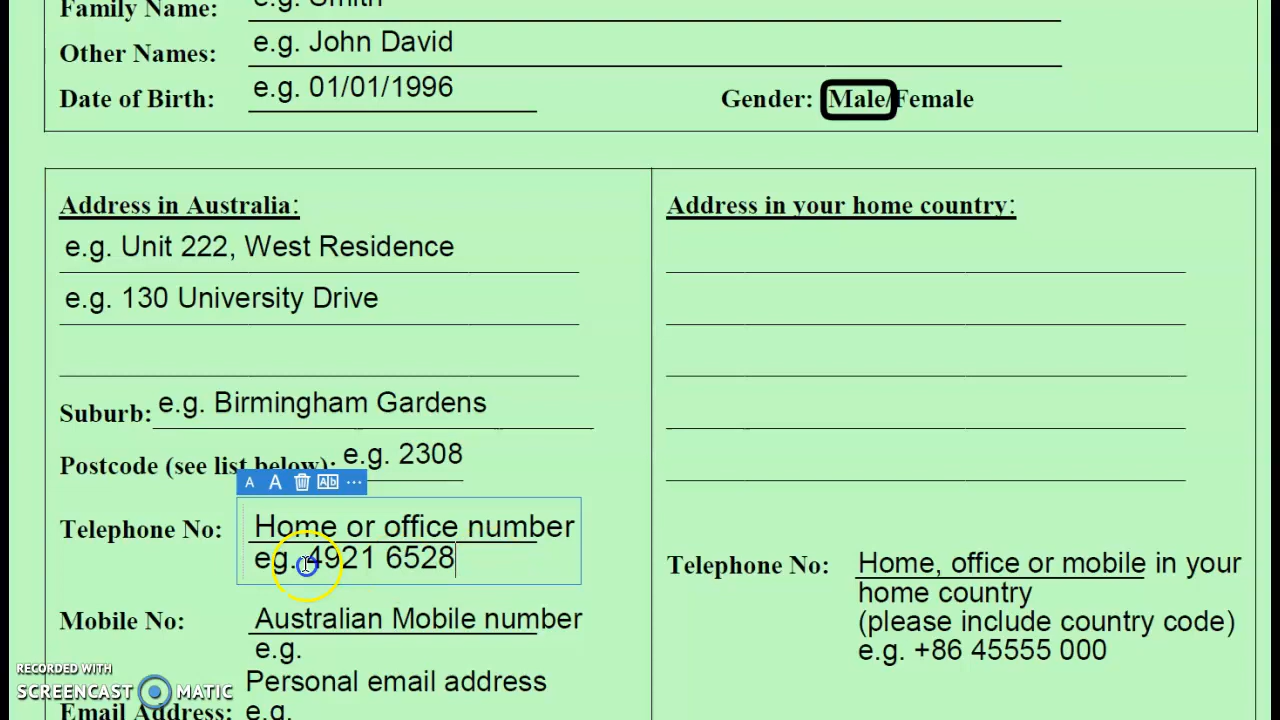 Family Name: e.g. Smith
Other Names: e.g. John David
Date of Birth: e.g. 01/01/1996 Gender: Male/Female
Address in Australia:
e.g. Unit 222, West Residence
e.g. 130 University Drive
Suburb: e.g. Birmingham Gardens
Postcode (see list below): e.g. 2308
A A Ab ...
Telephone No: Home or office number
eg. 4921 6528
Mobile No: Australian Mobile number
e.g.
Personal email address
Email Address: e.g.
Address in your home country:
Telephone No: Home, office or mobile in your
home country
(please include country code)
e.g. +86 45555 000
RECORDED WITH
SCREENCAST MATIC